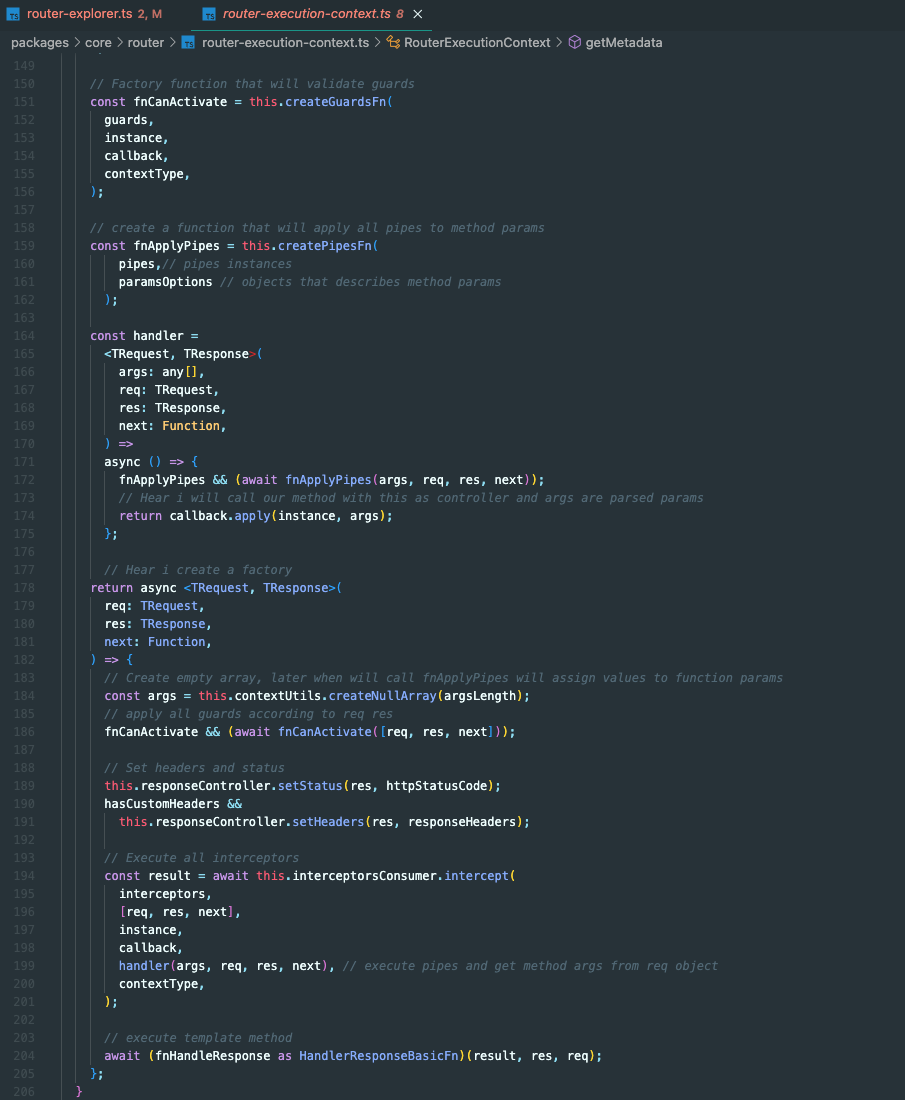 TS router-explorer.ts 2, M TS router-execution-context.ts 8 ×
packages > core > router > TS router-execution-context.ts > RouterExecutionContext > getMetadata
149
150 // Factory function that will validate guards
151 const fnCanActivate = this.createGuardsFn(
152 guards,
153 instance,
154 callback,
155 contextType,
156 );
157
158 // create a function that will apply all pipes to method params
159 const fnApplyPipes = this.createPipesFn(
160 pipes,// pipes instances
161 paramsOptions // objects that describes method params
162 );
163
164 const handler =
165 <TRequest, TResponse>(
166 args: any[],
167 req: TRequest,
168 res: TResponse,
169 next: Function,
170 ) =>
171 async () => {
172 fnApplyPipes && (await fnApplyPipes(args, req, res, next));
173 // Hear i will call our method with this as controller and args are parsed params
174 return callback.apply(instance, args);
175 };
176
177 // Hear i create a factory
178 return async <TRequest, TResponse>(
179 req: TRequest,
180 res: TResponse,
181 next: Function,
182 ) => {
183 // Create empty array, later when will call fnApplyPipes will assign values to function params
184 const args = this.contextUtils.createNullArray(argsLength);
185 // apply all guards according to req res
186 fnCanActivate && (await fnCanActivate([req, res, next]));
187
188 // Set headers and status
189 this.responseController.setStatus(res, httpStatusCode);
190 hasCustomHeaders &&
191 this.responseController.setHeaders(res, responseHeaders);
192
193 // Execute all interceptors
194 const result = await this.interceptorsConsumer.intercept(
195 interceptors,
196 [req, res, next],
197 instance,
198 callback,
199 handler(args, req, res, next), // execute pipes and get method args from req object
200 contextType,
201 );
202
203 // execute template method
204 await (fnHandleResponse as HandlerResponseBasicFn)(result, res, req);
205 };
206 }